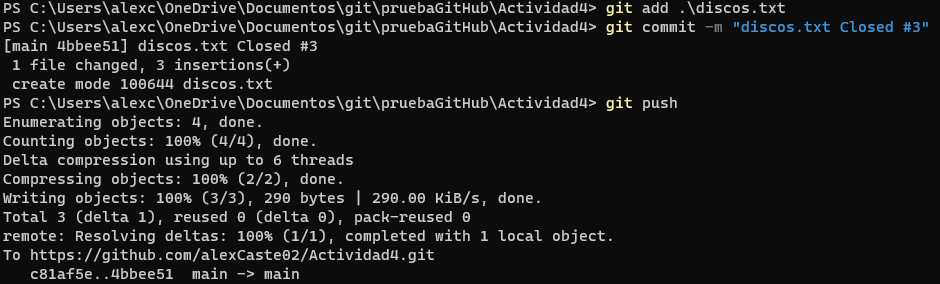 PS C:\Users\alexc\OneDrive\Documentos\git\pruebaGitHub\Actividad4> git add .\discos.txt
PS C:\Users\alexc\OneDrive\Documentos\git\pruebaGitHub\Actividad4> git commit -m "discos.txt Closed #3"
[main 4bbee51] discos.txt Closed #3
 1 file changed, 3 insertions(+)
 create mode 100644 discos.txt
PS C:\Users\alexc\OneDrive\Documentos\git\pruebaGitHub\Actividad4> git push
Enumerating objects: 4, done.
Counting objects: 100% (4/4), done.
Delta compression using up to 6 threads
Compressing objects: 100% (2/2), done.
Writing objects: 100% (3/3), 290 bytes | 290.00 KiB/s, done.
Total 3 (delta 1), reused 0 (delta 0), pack-reused 0
remote: Resolving deltas: 100% (1/1), completed with 1 local object.
To https://github.com/alexCaste02/Actividad4.git
   c81af5e..4bbee51  main -> main